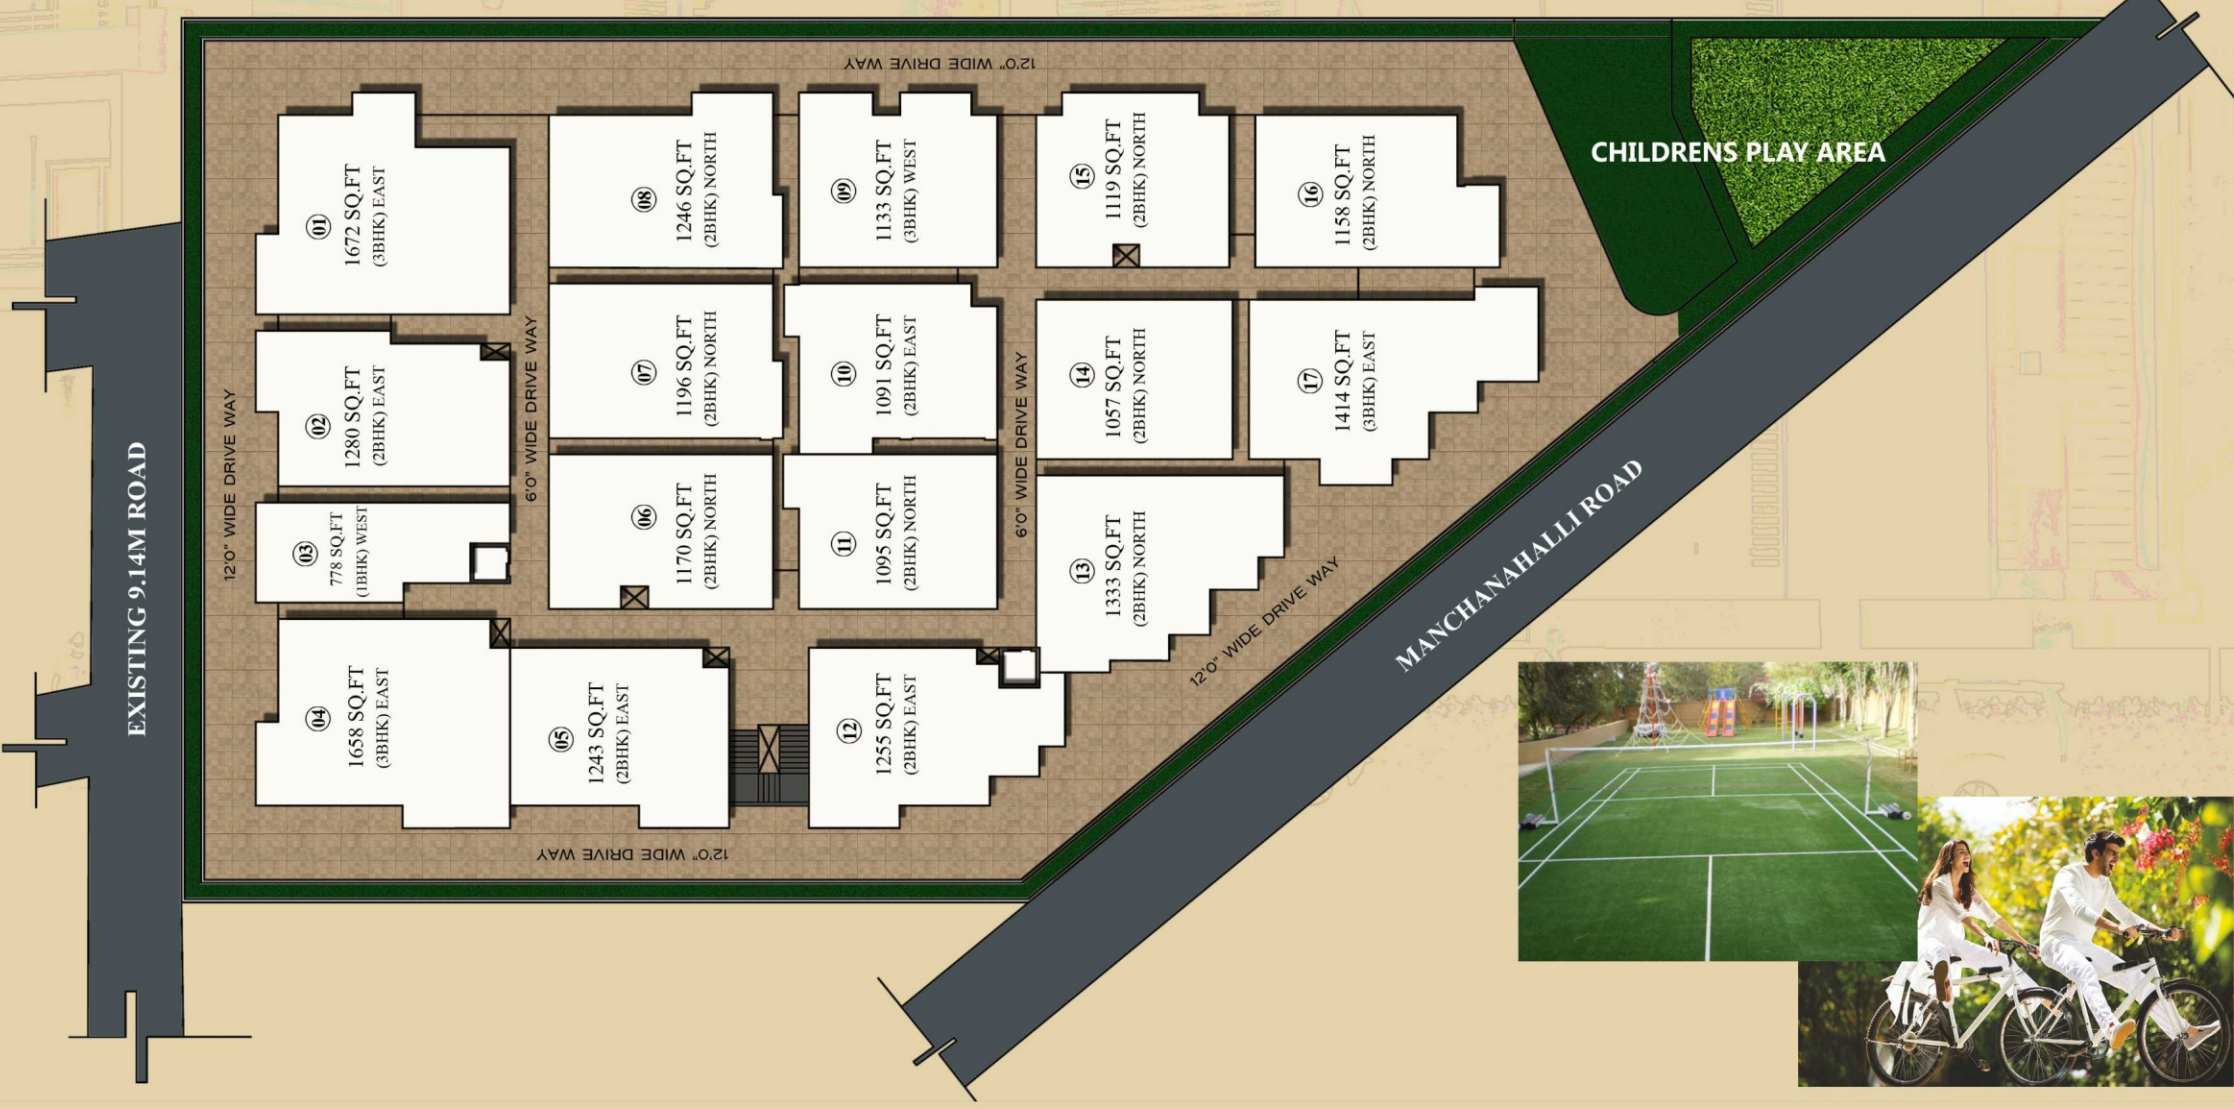 12'0" WIDE DRIVE WAY
CHILDRENS PLAY AREA
01
1672 SQ.FT
(3BHK) EAST
08
1246 SQ.FT
(2BHK) NORTH
09
1133 SQ.FT
(3BHK) WEST
15
1119 SQ.FT
(2BHK) NORTH
16
1158 SQ.FT
(2BHK) NORTH
02
1280 SQ.FT
(2BHK) EAST
07
1196 SQ.FT
(2BHK) NORTH
10
1091 SQ.FT
(2BHK) EAST
14
1057 SQ.FT
(2BHK) NORTH
17
1414 SQ.FT
(3BHK) EAST
12'0" WIDE DRIVE WAY
6'0" WIDE DRIVE WAY
6'0" WIDE DRIVE WAY
EXISTING 9.14M ROAD
03
778 SQ.FT
(1BHK) WEST
06
1170 SQ.FT
(2BHK) NORTH
11
1095 SQ.FT
(2BHK) NORTH
13
1333 SQ.FT
(2BHK) NORTH
12'0" WIDE DRIVE WAY
MANCHANAHALLI ROAD
04
1658 SQ.FT
(3BHK) EAST
05
1243 SQ.FT
(2BHK) EAST
12
1255 SQ.FT
(2BHK) EAST
12'0" WIDE DRIVE WAY